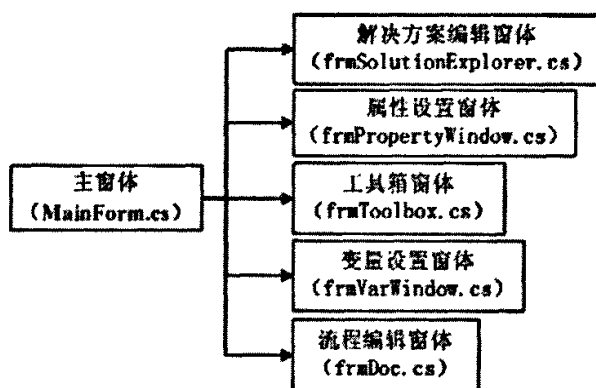 解决方案编辑窗体
(frmSolutionExplorer.cs)
属性设置窗体
(frmPropertyWindow.cs)
主窗体
(MainForm.cs)
工具箱窗体
(frmToolbox.cs)
变量设置窗体
(frmVarWindow.cs)
流程编辑窗体
(frmDoc.cs)